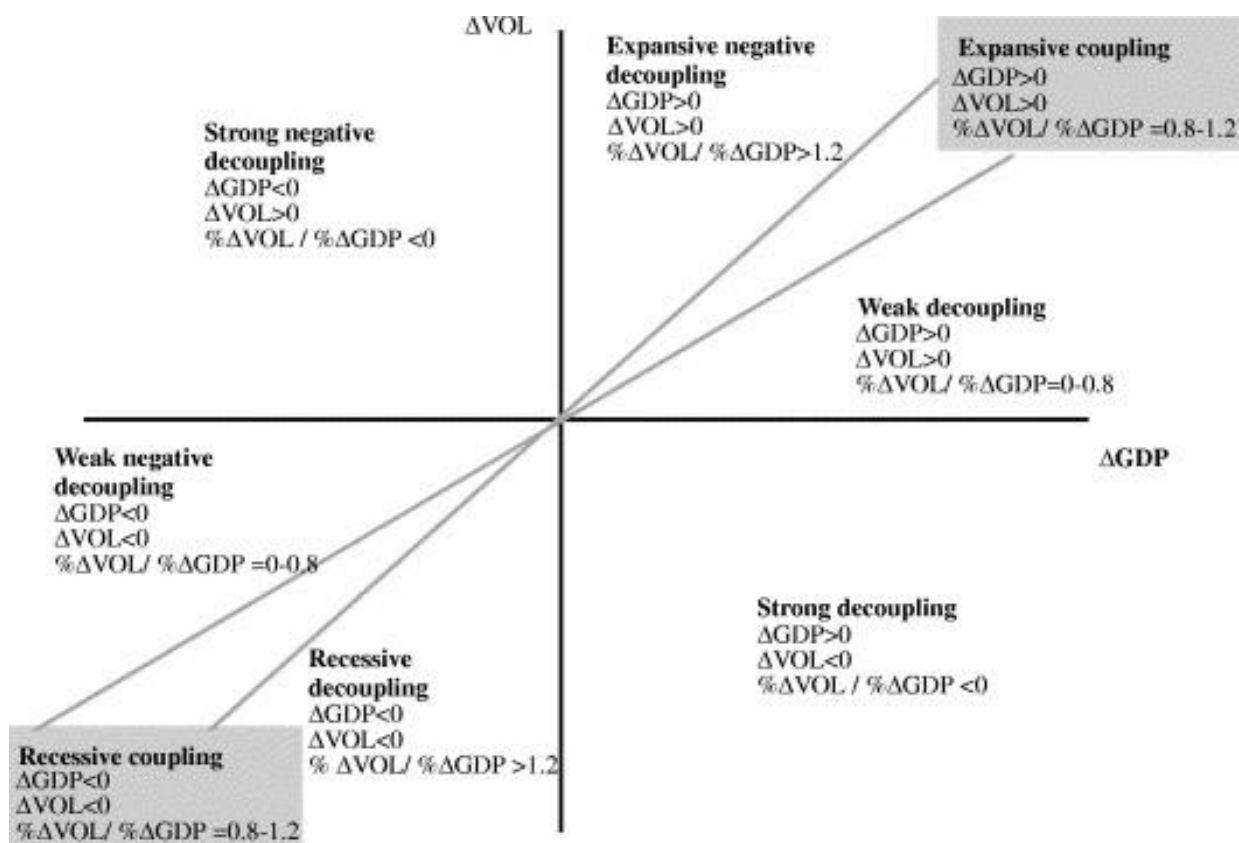 ΔVOL
Expansive negative
decoupling
ΔGDP>0
ΔVOL>0
%ΔVOL/ %ΔGDP>1.2
Expansive coupling
ΔGDP>0
ΔVOL>0
%ΔVOL/ %ΔGDP =0.8-1.2
Strong negative
decoupling
ΔGDP<0
ΔVOL>0
%ΔVOL / %ΔGDP <0
Weak decoupling
ΔGDP>0
ΔVOL>0
%ΔVOL/ %ΔGDP=0-0.8
ΔGDP
Weak negative
decoupling
ΔGDP<0
ΔVOL<0
%ΔVOL/ %ΔGDP =0-0.8
Strong decoupling
ΔGDP>0
ΔVOL<0
%ΔVOL / %ΔGDP <0
Recessive
decoupling
ΔGDP<0
ΔVOL<0
% ΔVOL/ %ΔGDP >1.2
Recessive coupling
ΔGDP<0
ΔVOL<0
%ΔVOL/ %ΔGDP =0.8-1.2